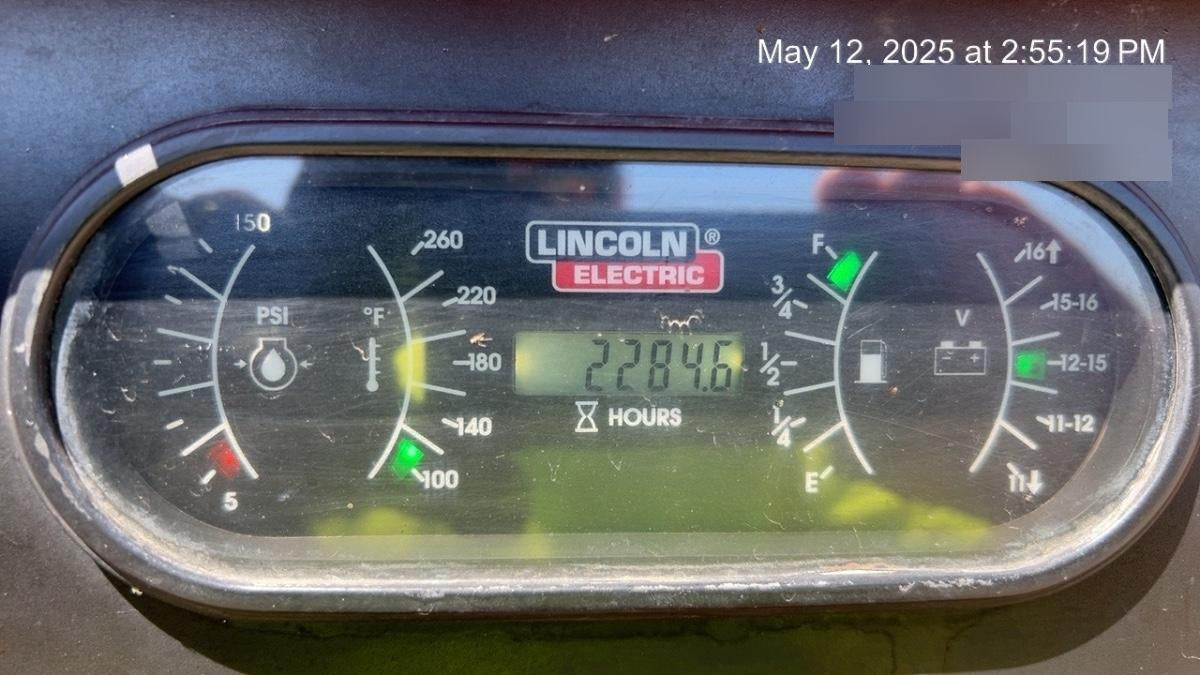 May 12, 2025 at 2:55:19 PM
150
PSI
5
°F
260
220
180
140
100
LINCOLN ®
ELECTRIC
2284.6
HOURS
F
3/4
1/2
1/4
E
V
- +
16↑
15-16
12-15
11-12
11↓